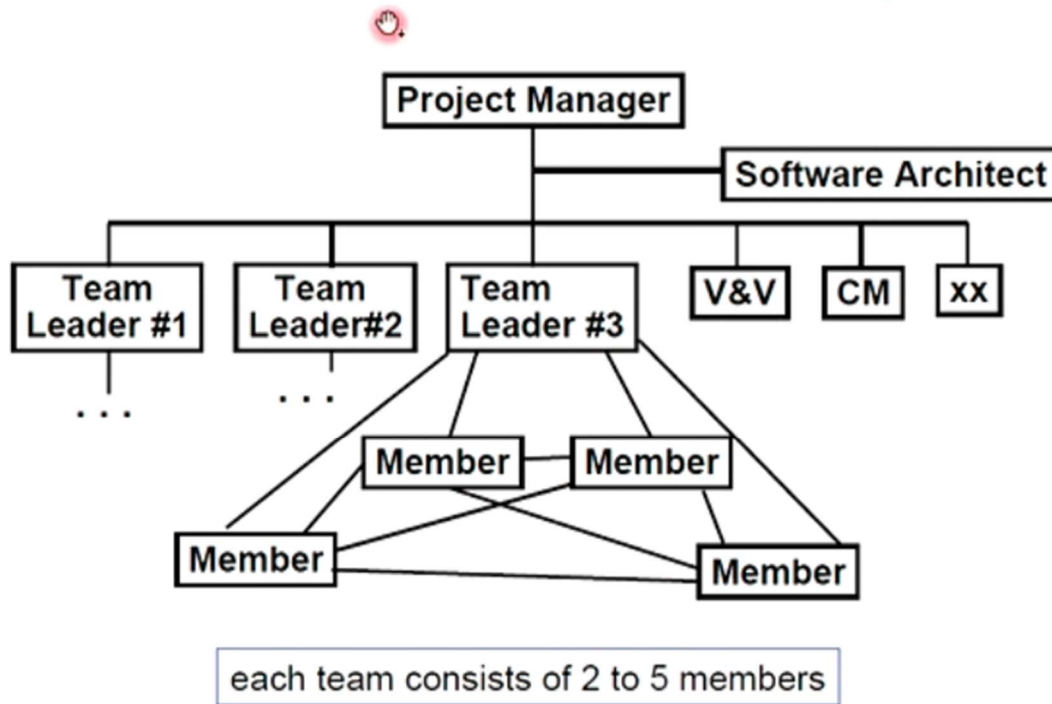 Project Manager
Software Architect
Team
Leader #1
Team
Leader#2
Team
Leader #3
V&V
CM
xx
. . .
. . .
Member
Member
Member
Member
each team consists of 2 to 5 members